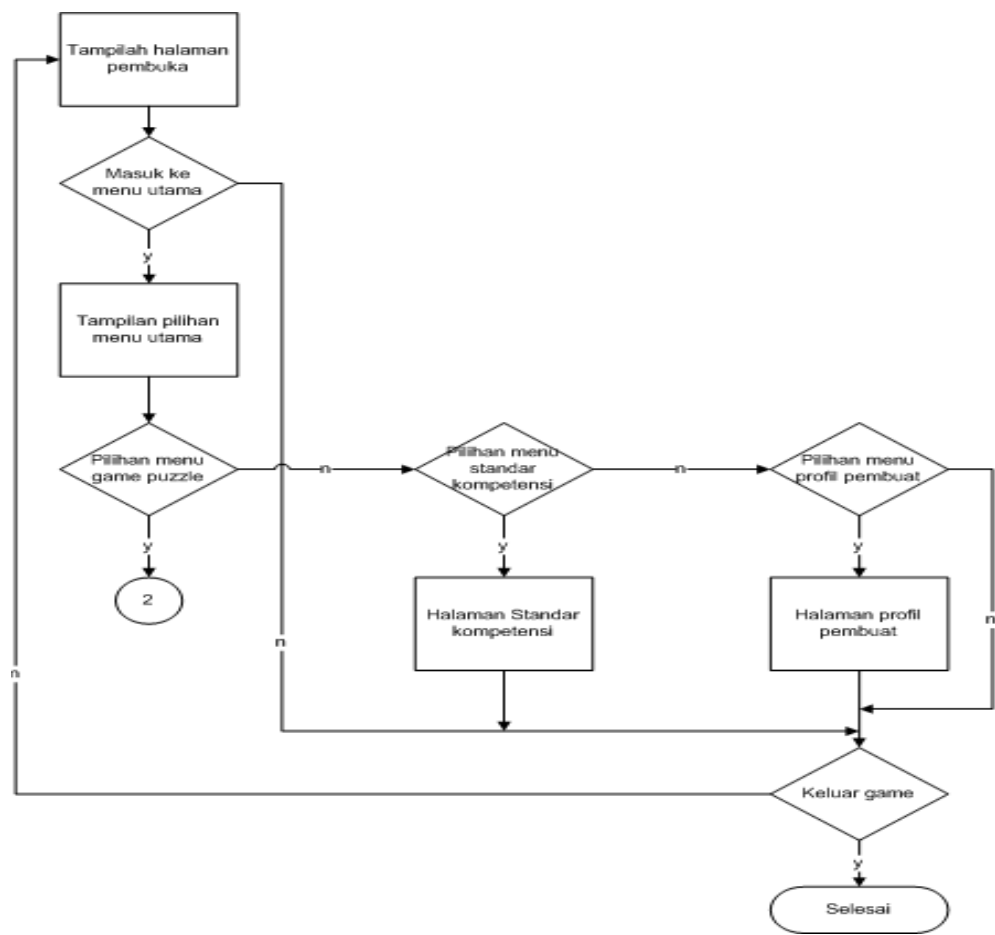 Tampilah halaman
pembuka
Masuk ke
menu utama
y
Tampilan pilihan
menu utama
Pilihan menu
game puzzle
n
Pilihan menu
standar
kompetensi
n
Pilihan menu
profil pembuat
y
y
y
2
Halaman Standar
kompetensi
Halaman profil
pembuat
n
n
n
Keluar game
y
Selesai